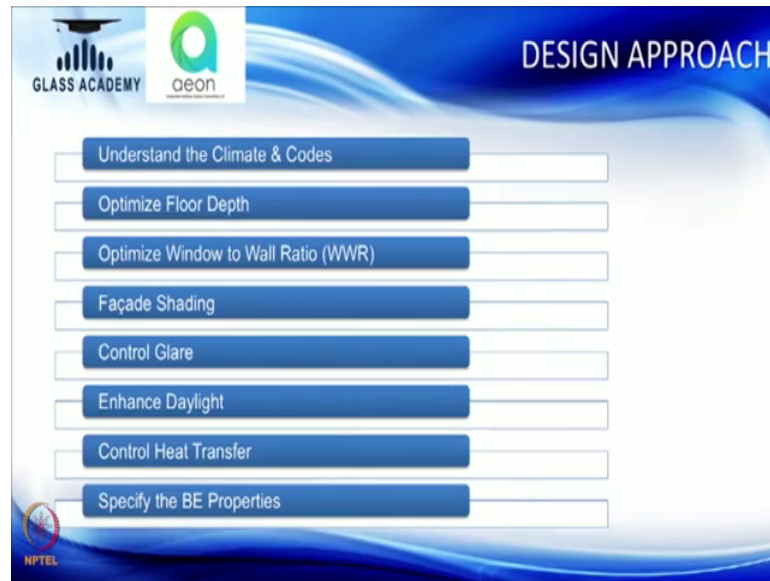 GLASS ACADEMY
aeon
DESIGN APPROACH
Understand the Climate & Codes
Optimize Floor Depth
Optimize Window to Wall Ratio (WWR)
Façade Shading
Control Glare
Enhance Daylight
Control Heat Transfer
Specify the BE Properties
NPTEL